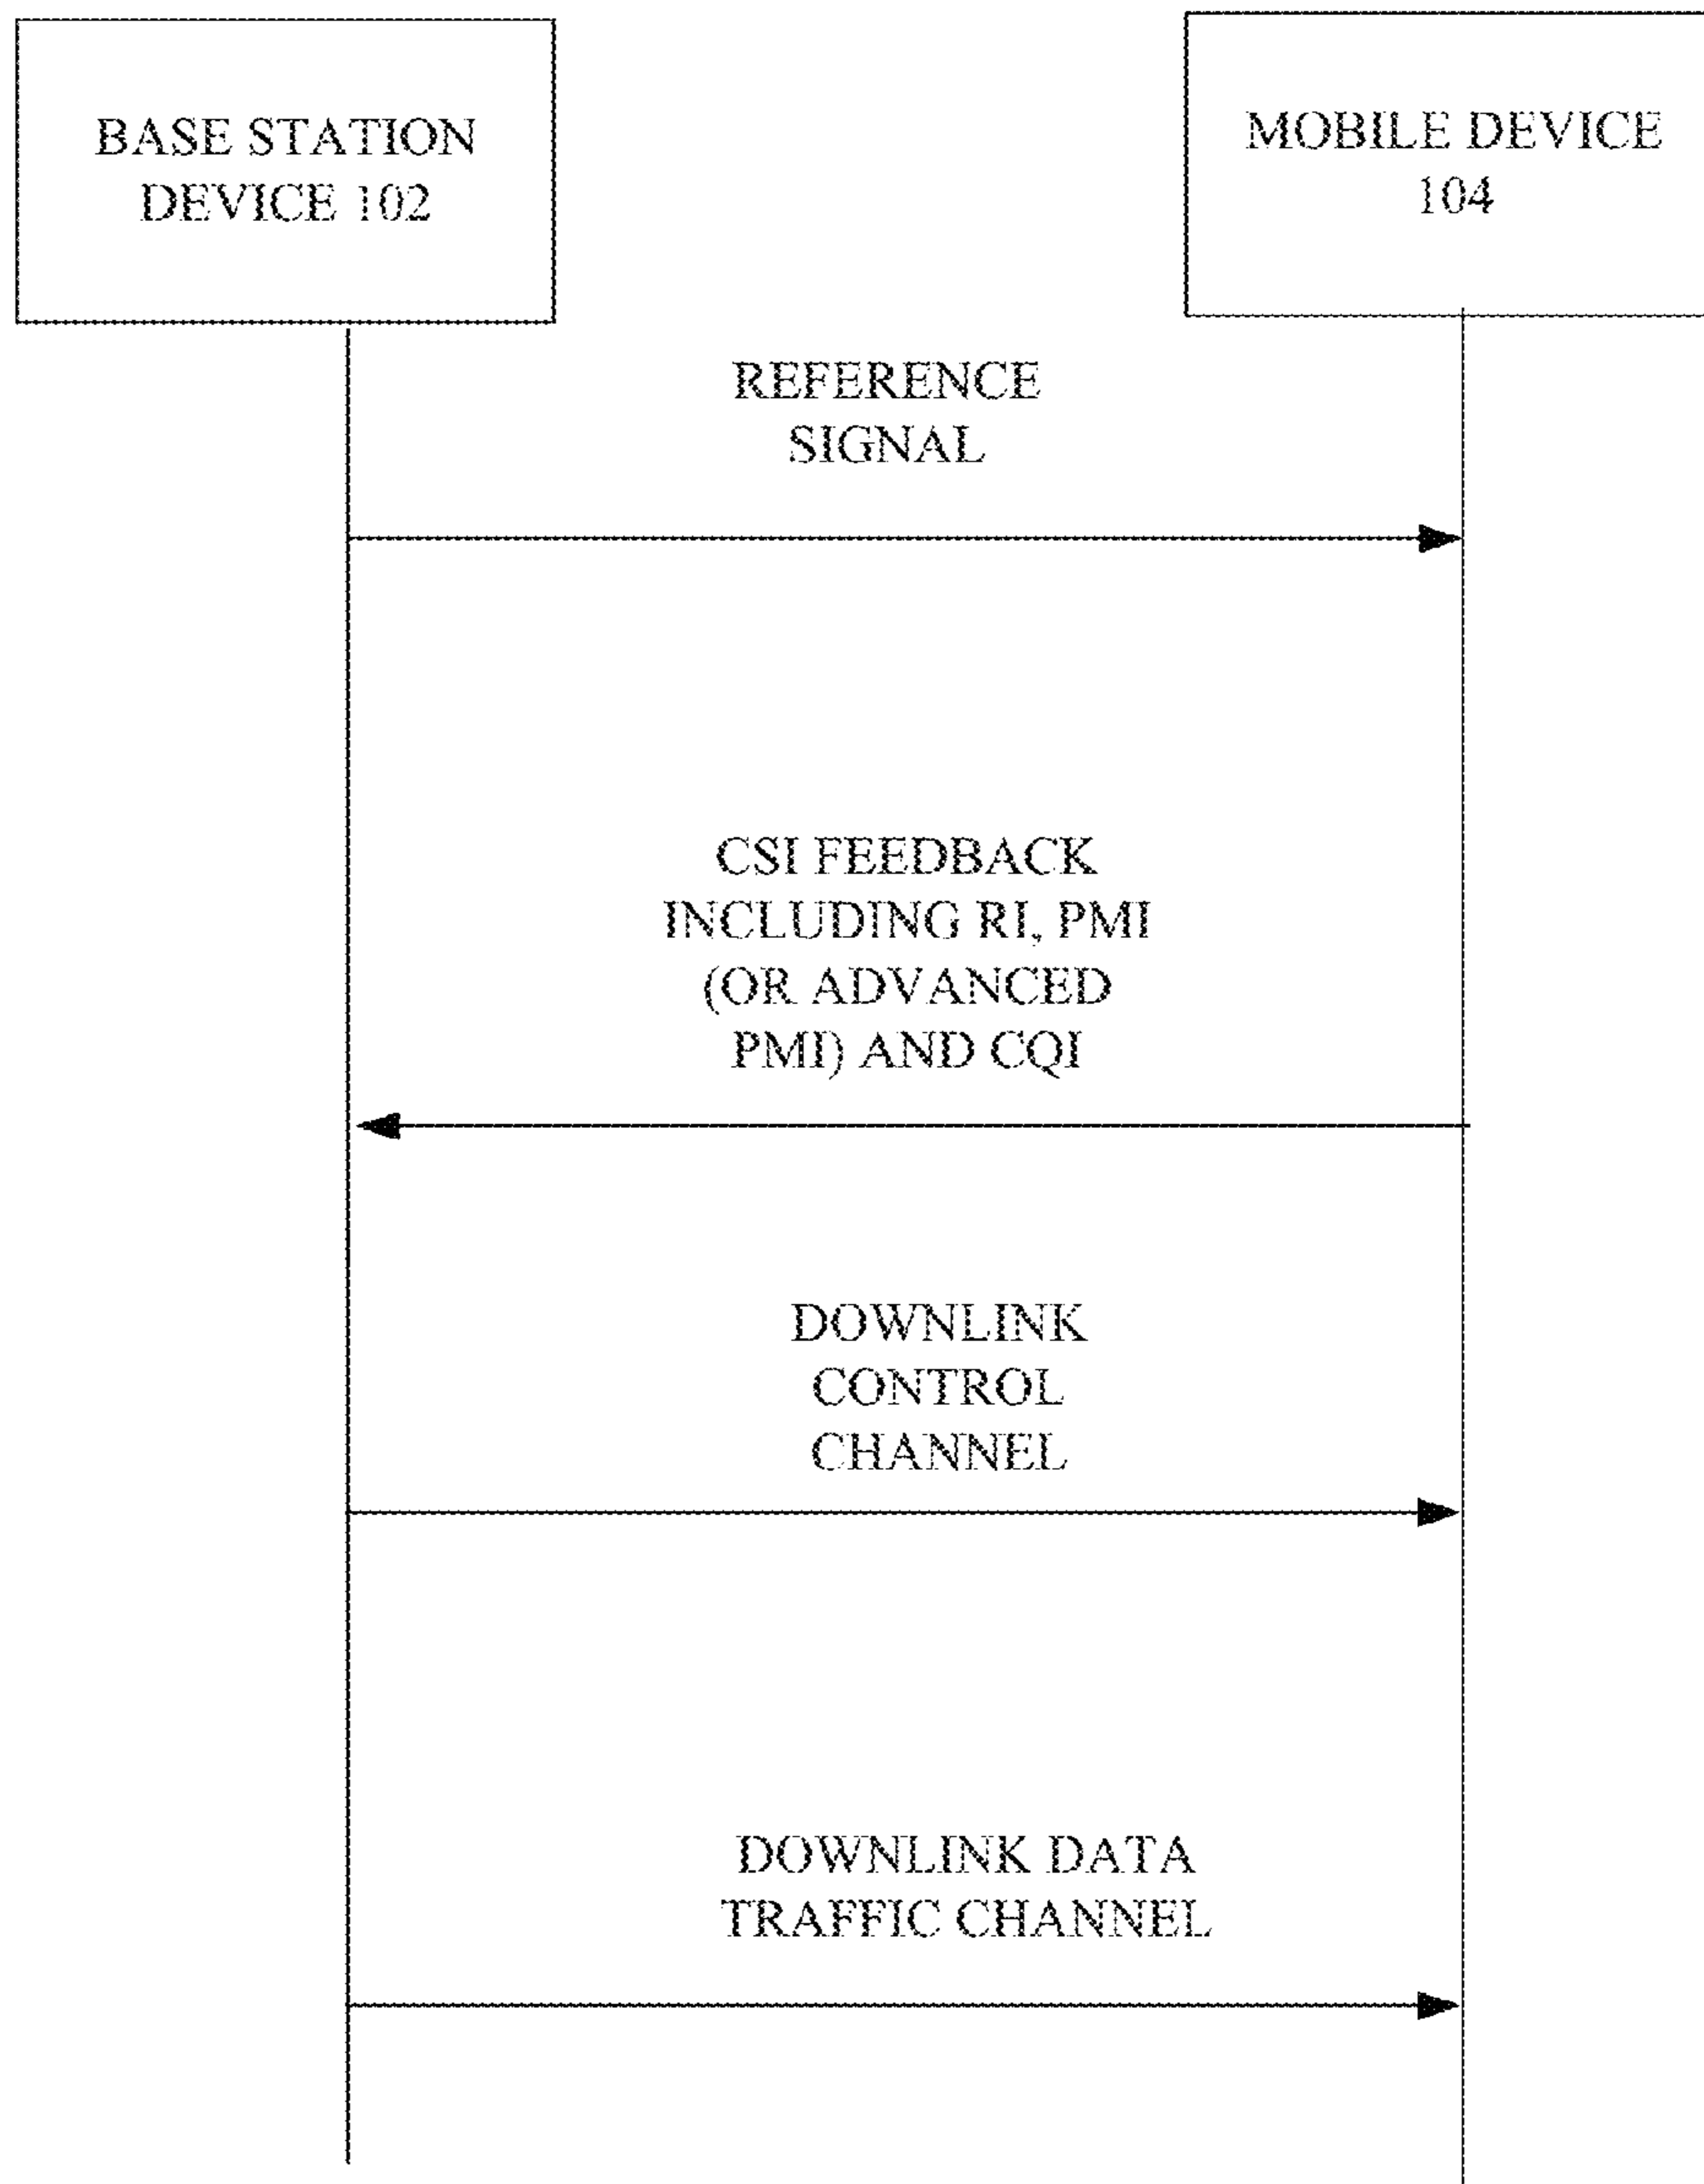 BASE STATION
DEVICE 102
MOBILE DEVICE
104
REFERENCE
SIGNAL
CSI FEEDBACK
INCLUDING RI, PMI
(OR ADVANCED
PMI) AND CQI
DOWNLINK
CONTROL
CHANNEL
DOWNLINK DATA
TRAFFIC CHANNEL